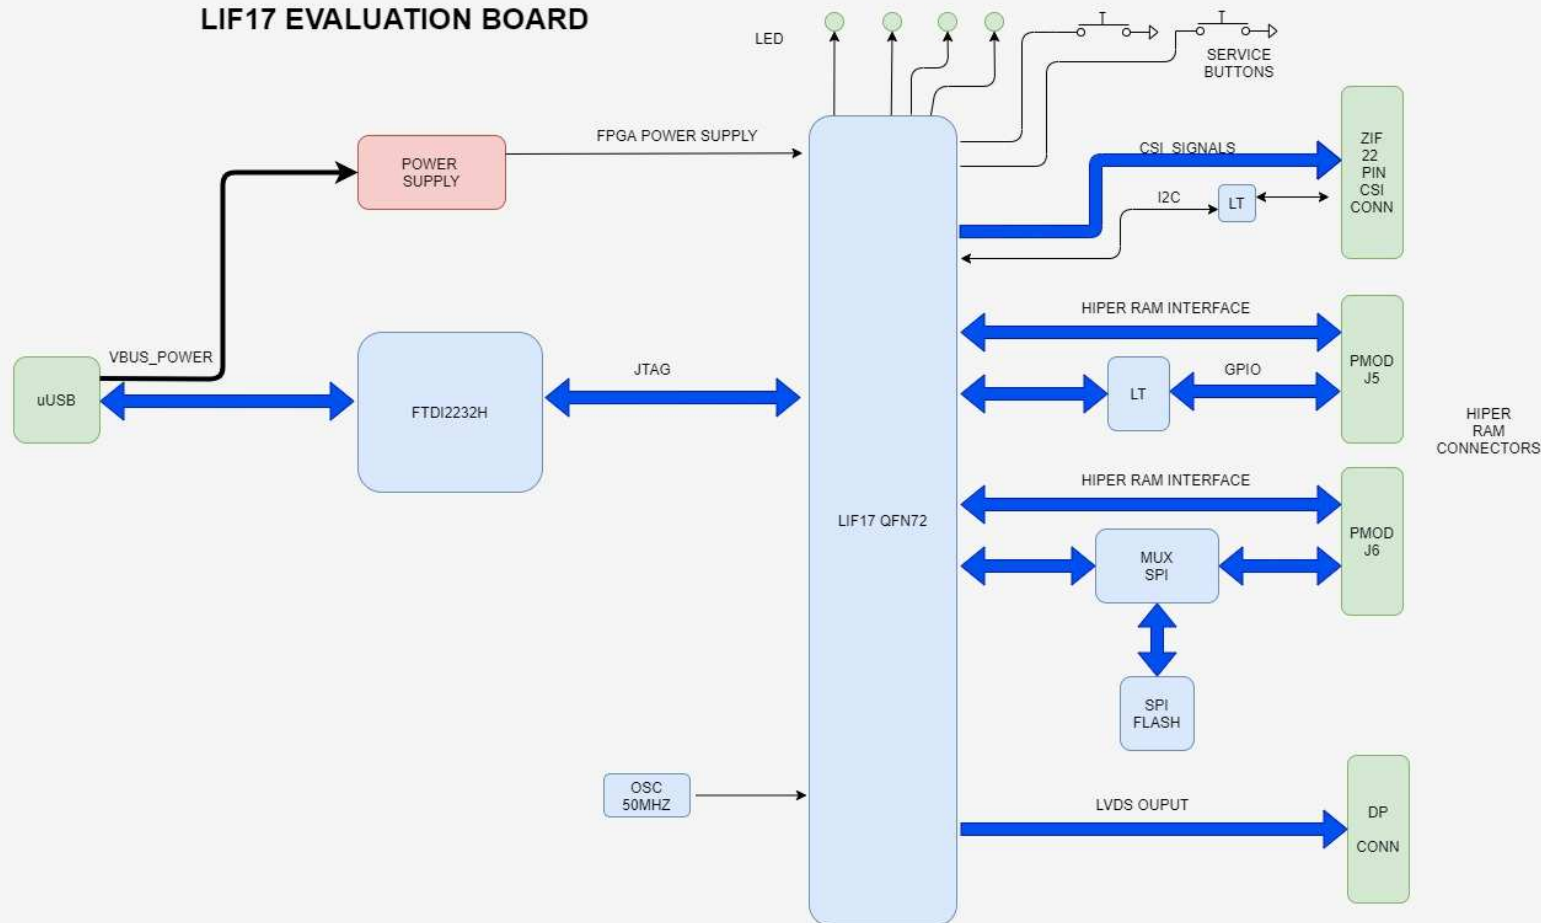 LIF17 EVALUATION BOARD
LED
SERVICE
BUTTONS
FPGA POWER SUPPLY
POWER
SUPPLY
CSI SIGNALS
ZIF
22
PIN
CSI
CONN
I2C
LT
HIPER RAM INTERFACE
VBUS_POWER
JTAG
GPIO
PMOD
J5
uUSB
FTDI2232H
LT
HIPER
RAM
CONNECTORS
HIPER RAM INTERFACE
LIF17 QFN72
PMOD
J6
MUX
SPI
SPI
FLASH
OSC
50MHZ
LVDS OUPUT
DP
CONN